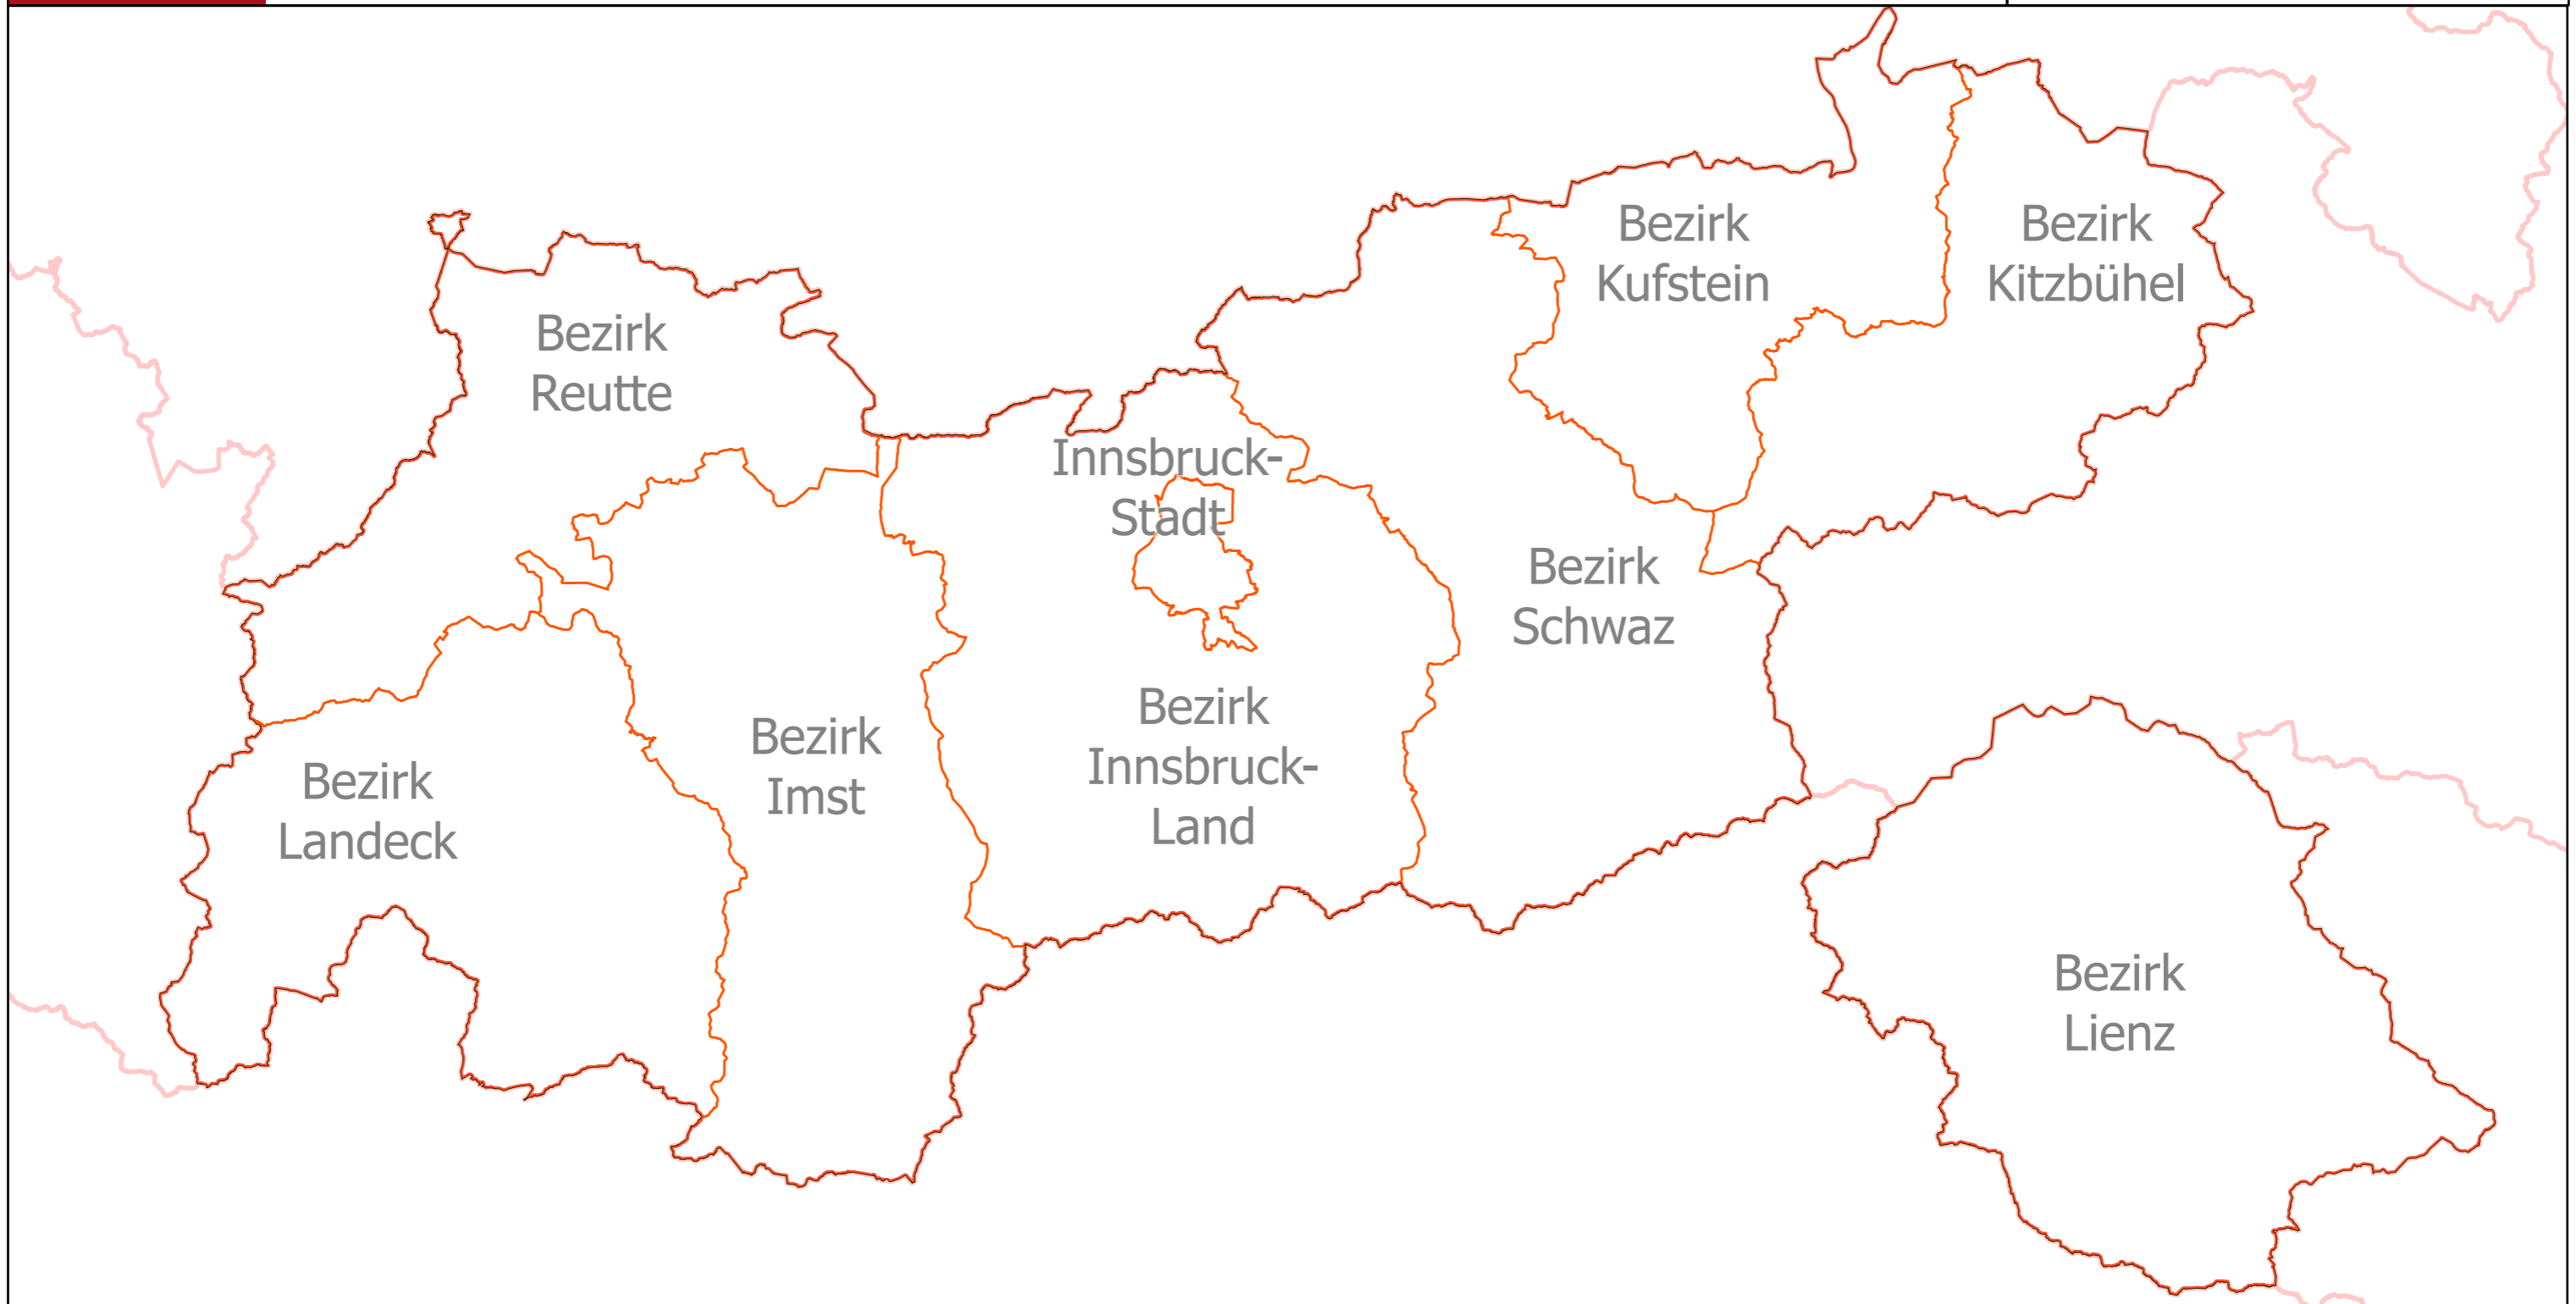 Bezirk
Kufstein
Bezirk
Kitzbühel
Bezirk
Reutte
Innsbruck-
Stadt
Bezirk
Schwaz
Bezirk
Innsbruck-
Land
Bezirk
Imst
Bezirk
Landeck
Bezirk
Lienz